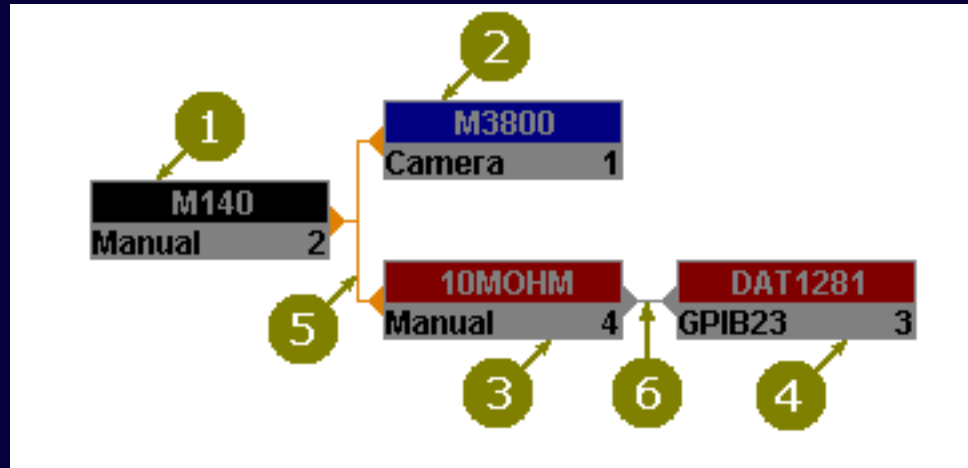 2
1
M3800
Camera 1
M140
Manual 2
10MOHM
Manual 4
DAT1281
GPIB23 3
5
3
6
4